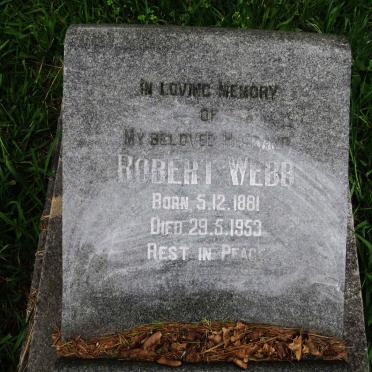 IN LOVING MEMORY
OF
MY BELOVED HUSBAND
ROBERT WEBB
BORN 5.12.1881
DIED 29.5.1953
REST IN PEACE